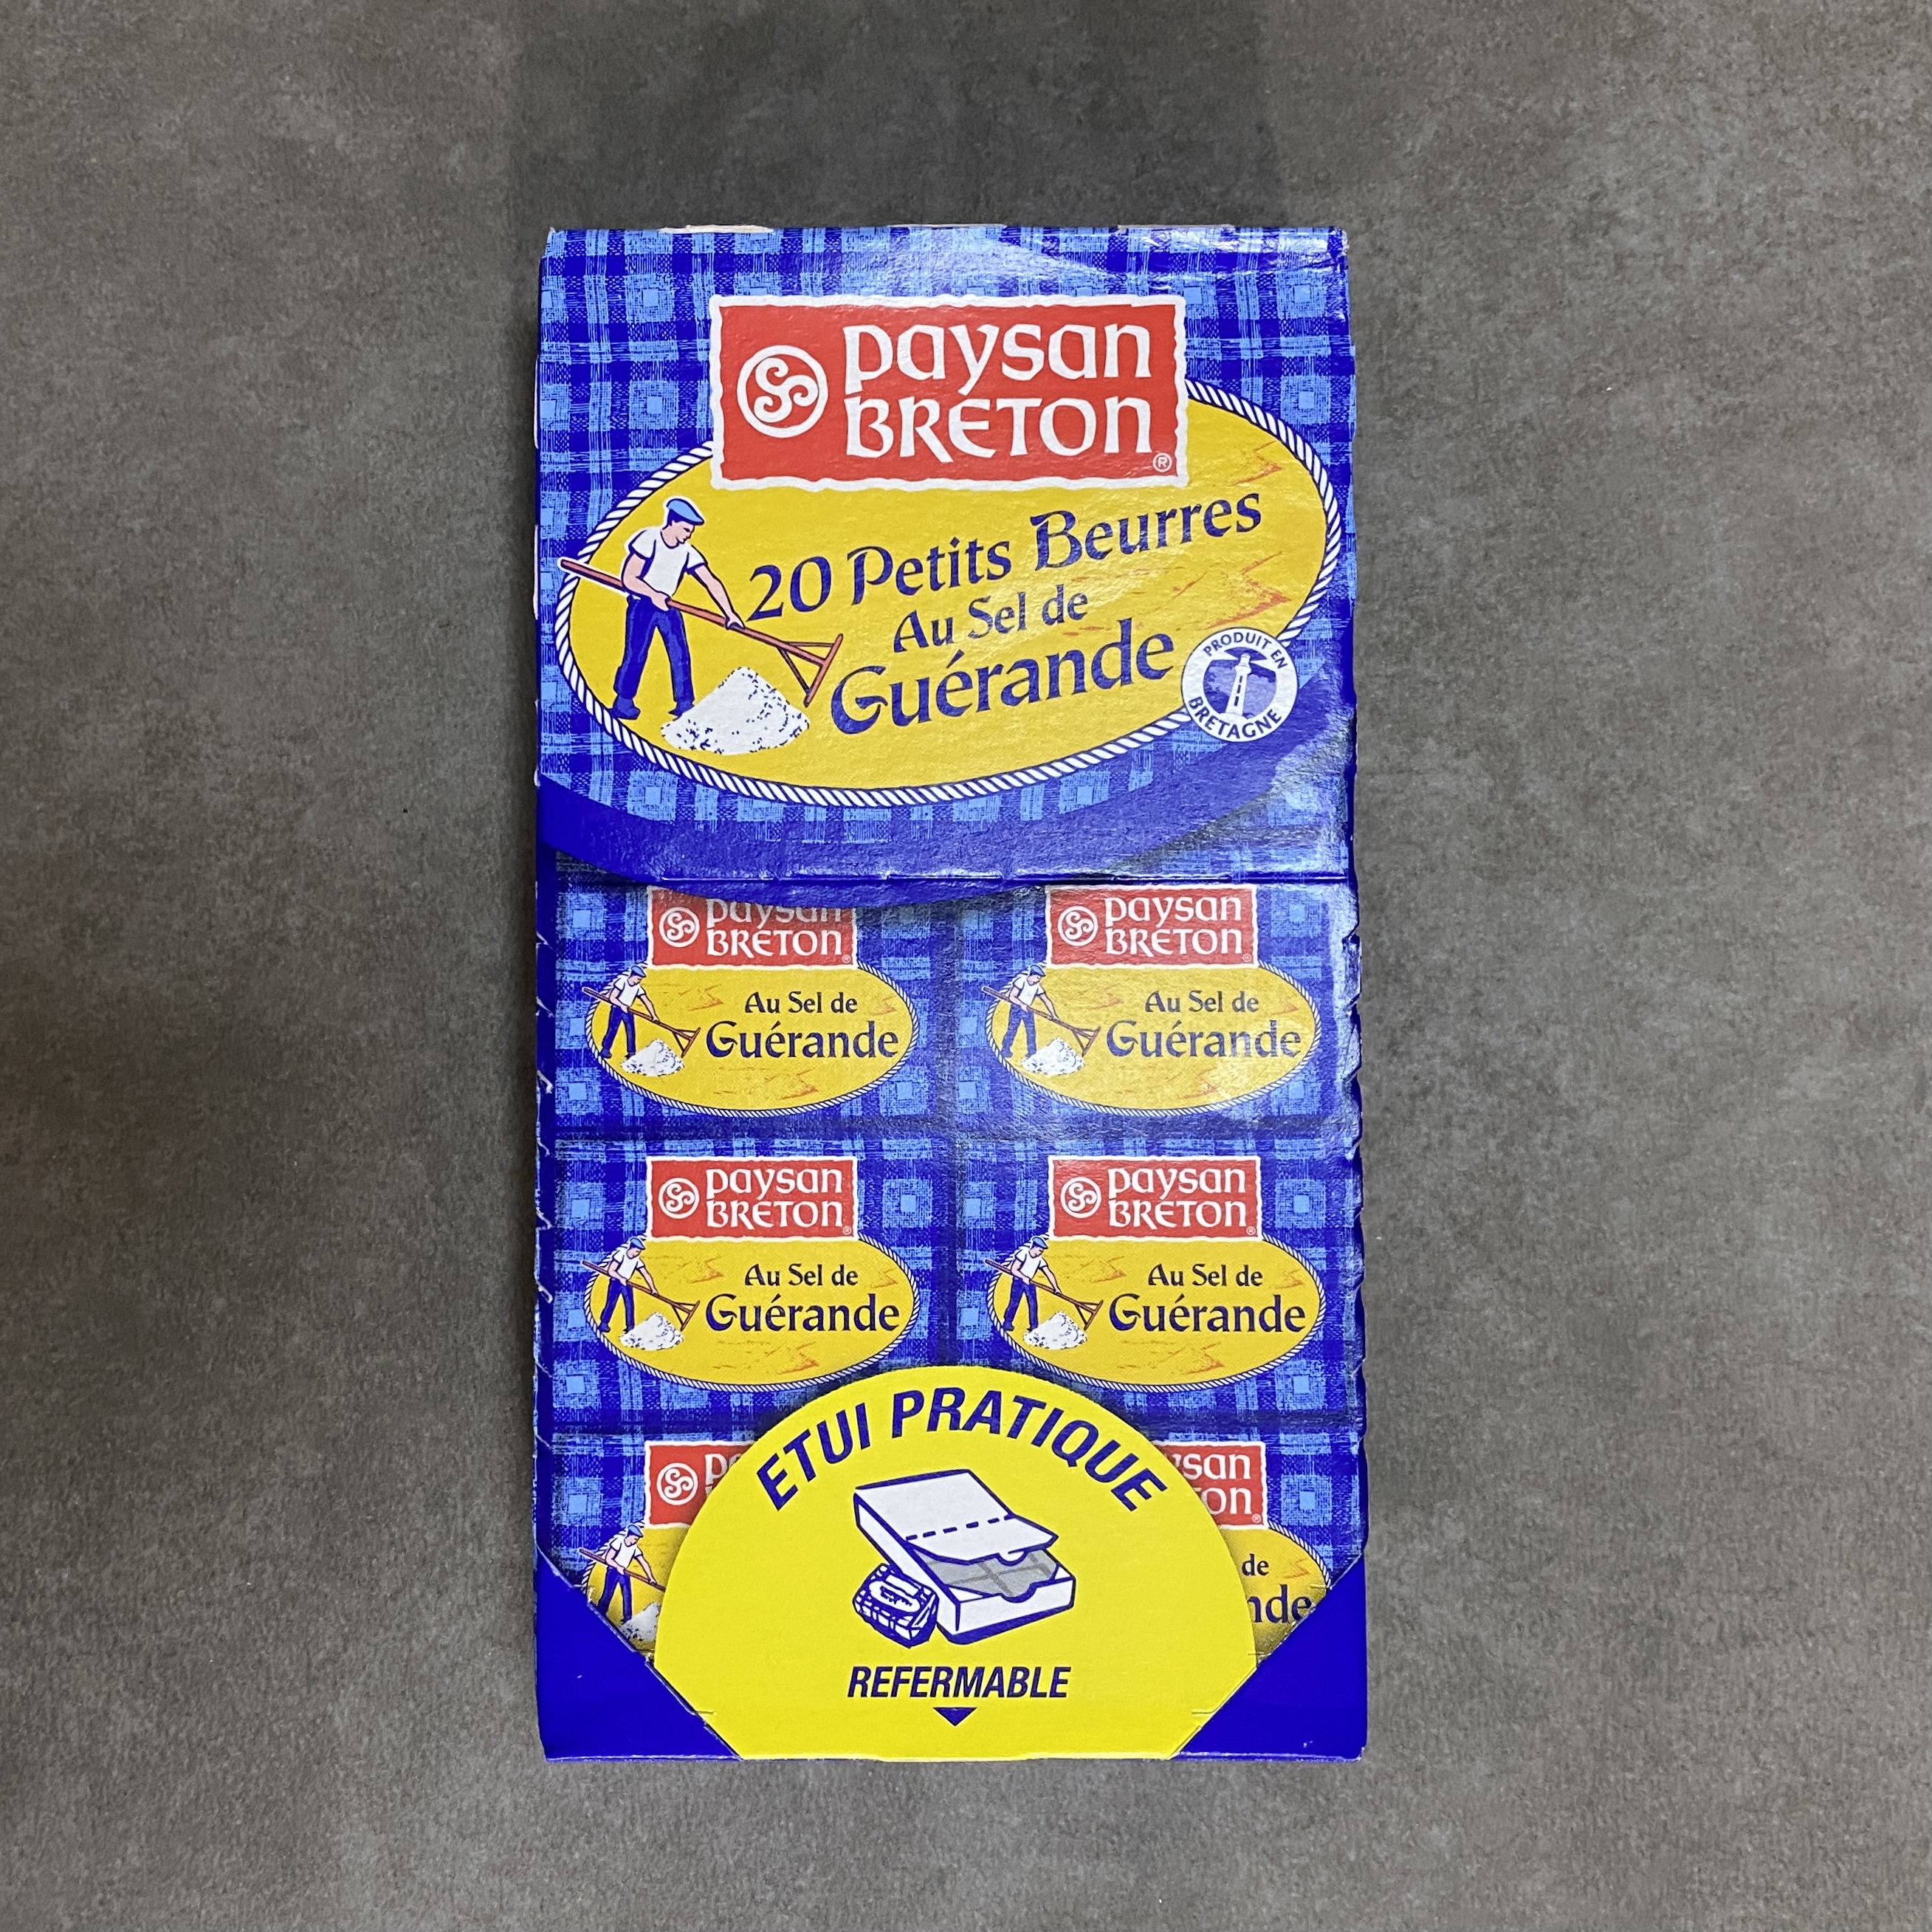 paysan
BRETON
®
20 Petits Beurres
Au Sel de
Guérande
PRODUIT EN
BRETAGNE
paysan
BRETON
Au Sel de
Guérande
paysan
BRETON
Au Sel de
Guérande
paysan
BRETON
Au Sel de
Guérande
paysan
BRETON
Au Sel de
Guérande
ETUI PRATIQUE
de
REFERMABLE